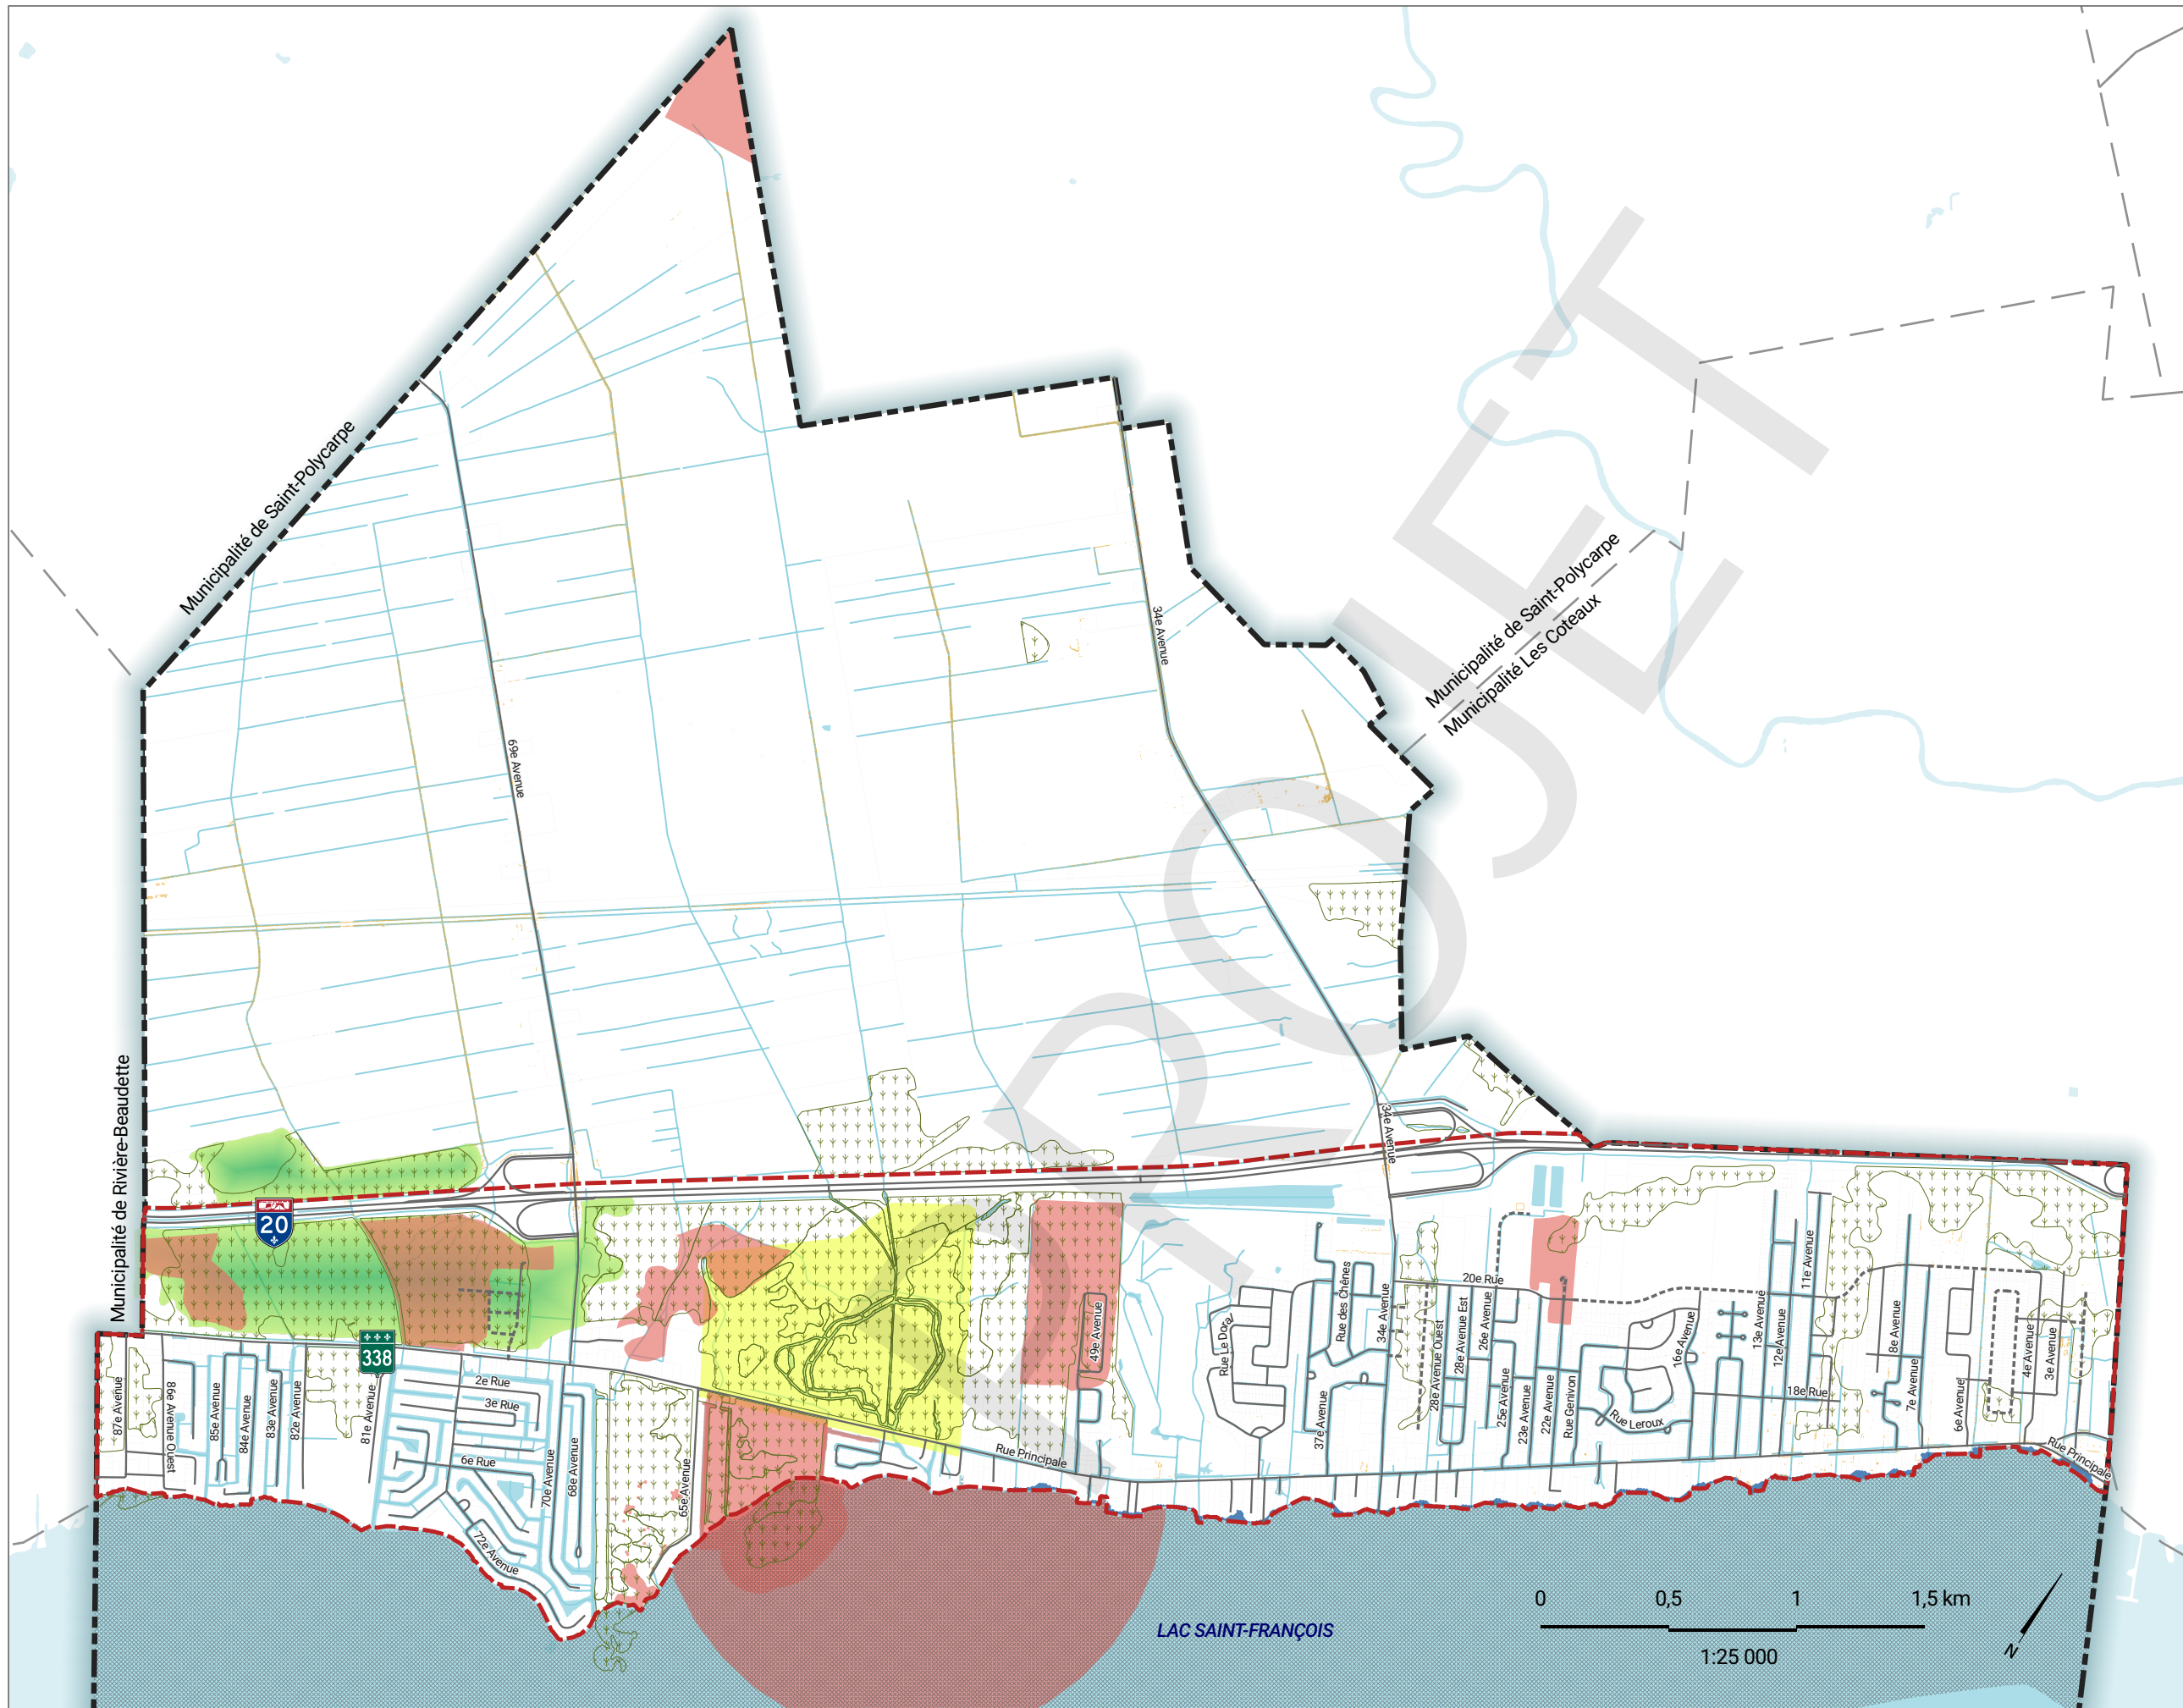 Municipalité de Saint-Polycarpe
Municipalité de Saint-Polycarpe
Municipalité Les Coteaux
34e Avenue
69e Avenue
PROJET
Municipalité de Rivière-Beaudette
34e Avenue
20
338
20e Rue
87e Avenue
86e Avenue Ouest
85e Avenue
84e Avenue
83e Avenue
82e Avenue
81e Avenue
2e Rue
3e Rue
6e Rue
72e Avenue
70e Avenue
68e Avenue
65e Avenue
Rue Principale
49e Avenue
Rue Le Doral
Rue des Chênes
37e Avenue
34e Avenue
28e Avenue Ouest
28e Avenue Est
26e Avenue
25e Avenue
23e Avenue
22e Avenue
Rue Genivon
Rue Leroux
16e Avenue
13e Avenue
12e Avenue
11e Avenue
18e Rue
8e Avenue
7e Avenue
6e Avenue
4e Avenue
3e Avenue
Rue Principale
LAC SAINT-FRANÇOIS
0 0,5 1 1,5 km
1:25 000
N